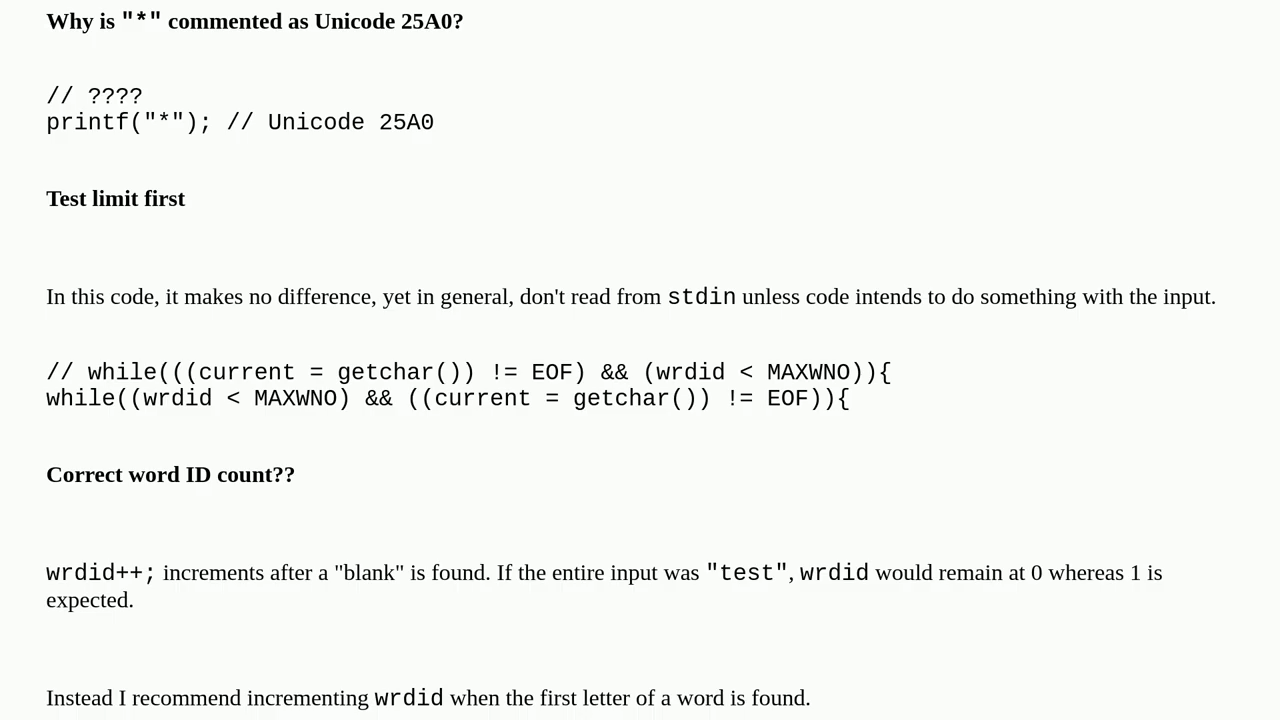 Why is "*" commented as Unicode 25A0?
// ????
printf("*"); // Unicode 25A0
Test limit first
In this code, it makes no difference, yet in general, don't read from stdin unless code intends to do something with the input.
// while(((current = getchar()) != EOF) && (wrdid < MAXWNO)){
while((wrdid < MAXWNO) && ((current = getchar()) != EOF)){
Correct word ID count??
wrdid++; increments after a "blank" is found. If the entire input was "test", wrdid would remain at 0 whereas 1 is
expected.
Instead I recommend incrementing wrdid when the first letter of a word is found.